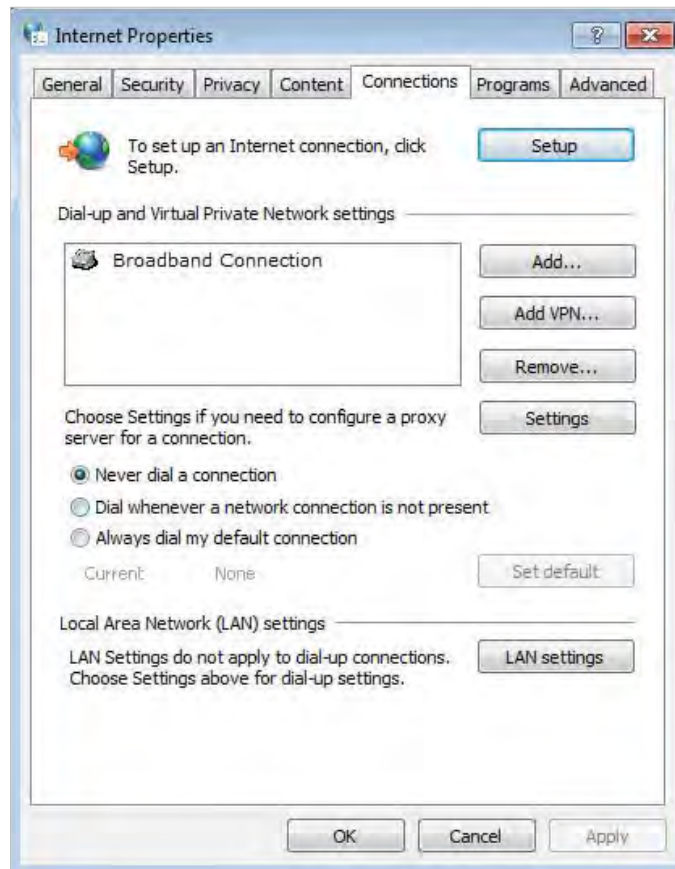 Internet Properties
?
General Security Privacy Content Connections Programs Advanced
To set up an Internet connection, click
Setup.
Setup
Dial-up and Virtual Private Network settings
Broadband Connection
Add...
Add VPN...
Remove...
Choose Settings if you need to configure a proxy
server for a connection.
Settings
Never dial a connection
Dial whenever a network connection is not present
Always dial my default connection
Current None
Set default
Local Area Network (LAN) settings
LAN Settings do not apply to dial-up connections.
Choose Settings above for dial-up settings.
LAN settings
OK Cancel Apply